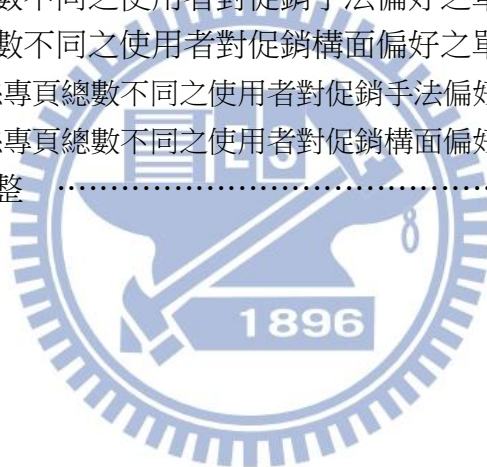 數不同之使用者對促銷手法偏好之單
數不同之使用者對促銷構面偏好之單
絲專頁總數不同之使用者對促銷手法偏好
絲專頁總數不同之使用者對促銷構面偏好
整 ……………………………………
1896